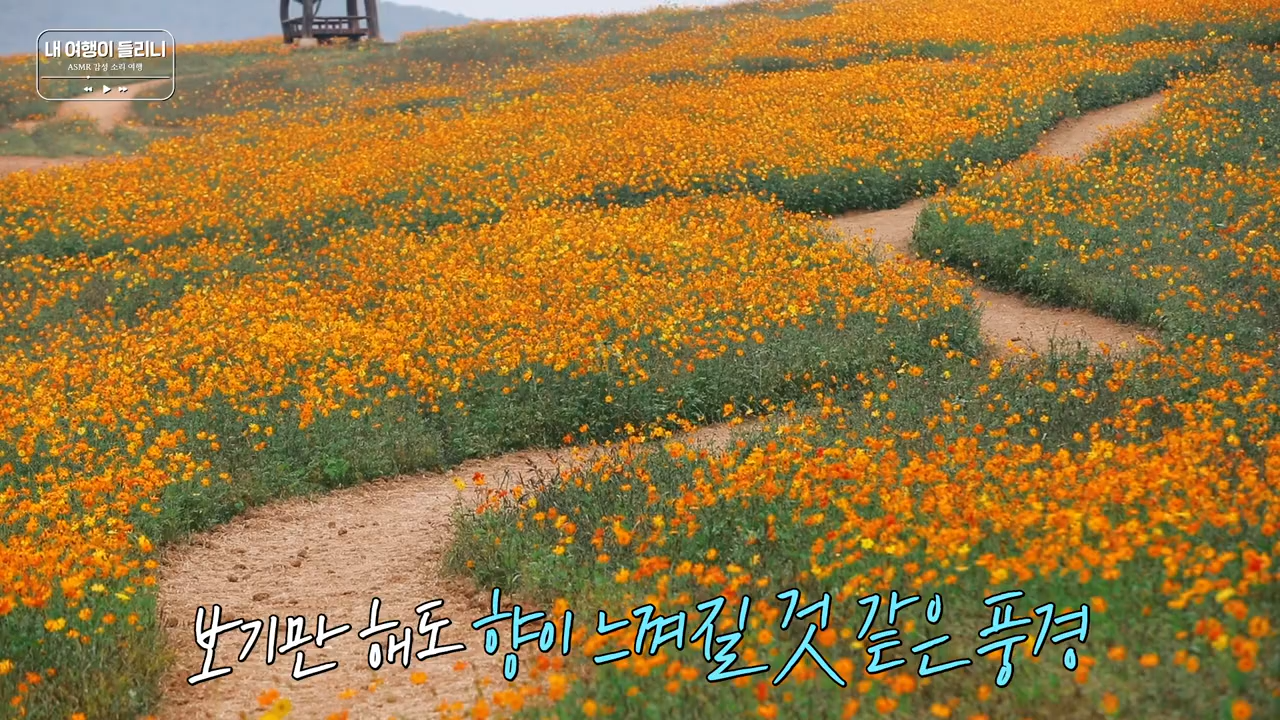 내 여행이 들리니
ASMR 감성 소리 여행
보기만 해도 향이 느껴질 것 같은 풍경